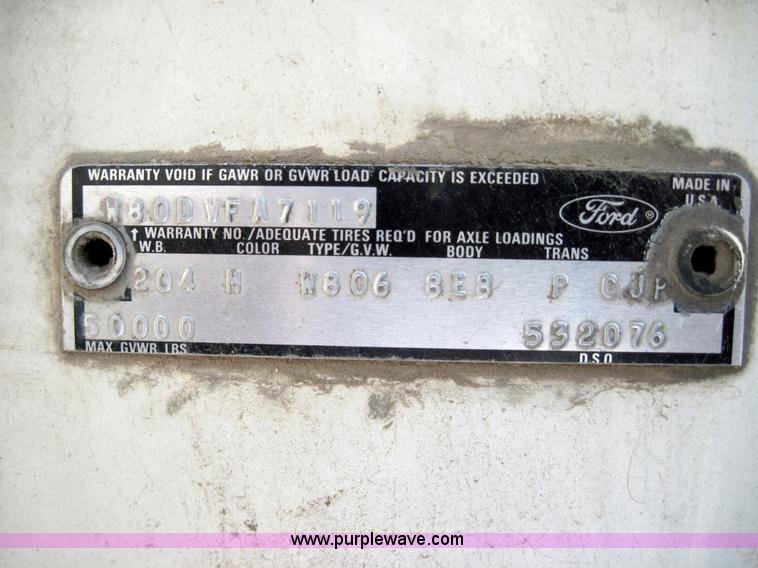 WARRANTY VOID IF GAWR OR GVWR LOAD CAPACITY IS EXCEEDED
MADE IN
U.S.A.
W80DVFA7119
Ford ®
↑ WARRANTY NO./ADEQUATE TIRES REQ'D FOR AXLE LOADINGS
W.B. COLOR TYPE/G.V.W. BODY TRANS
204 H W806 8E8 P CJP
50000 532076
MAX. GVWR LBS D.S.O.
www.purplewave.com